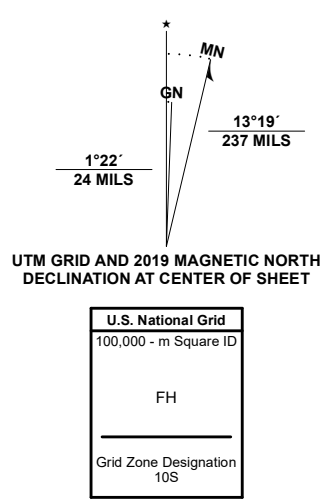 ★
MN
GN
13°19´
237 MILS
1°22´
24 MILS
UTM GRID AND 2019 MAGNETIC NORTH
DECLINATION AT CENTER OF SHEET
U.S. National Grid
100,000 - m Square ID
FH
Grid Zone Designation
10S